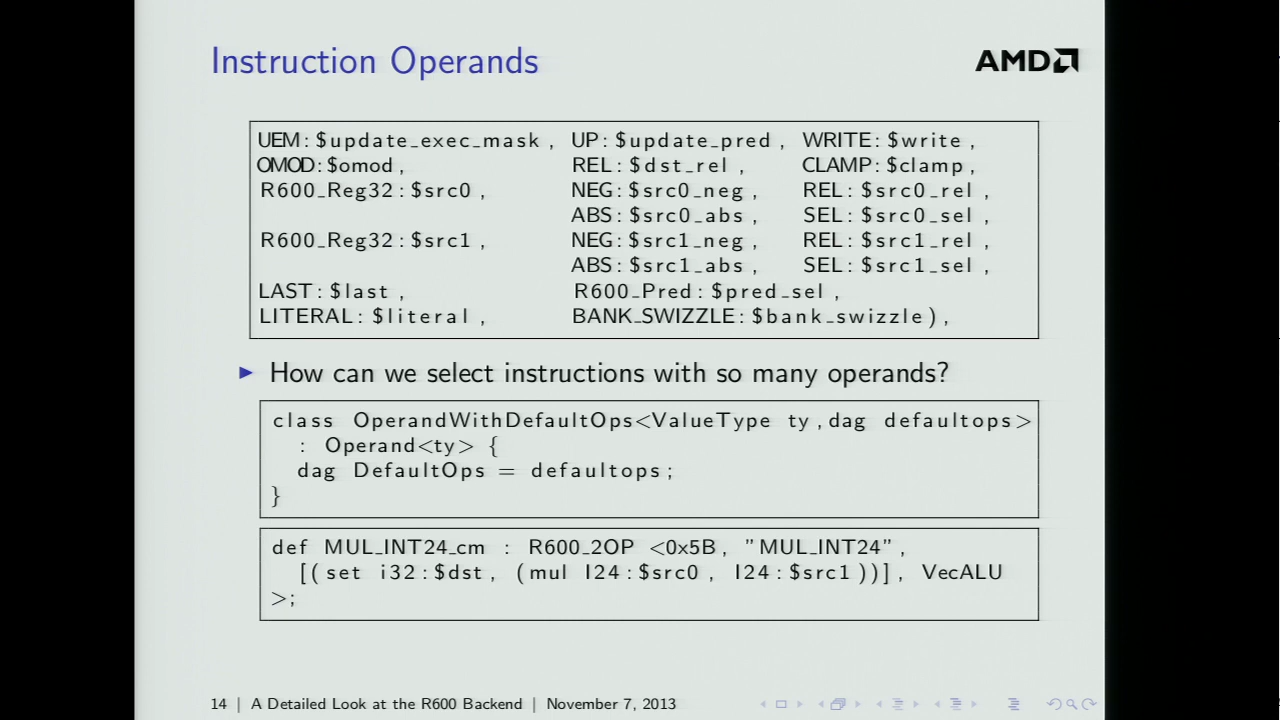 Instruction Operands
AMD
UEM:$update_exec_mask, UP:$update_pred, WRITE:$write,
OMOD:$omod, REL:$dst_rel, CLAMP:$clamp,
R600_Reg32:$src0, NEG:$src0_neg, REL:$src0_rel,
ABS:$src0_abs, SEL:$src0_sel,
R600_Reg32:$src1, NEG:$src1_neg, REL:$src1_rel,
ABS:$src1_abs, SEL:$src1_sel,
LAST:$last, R600_Pred:$pred_sel,
LITERAL:$literal, BANK_SWIZZLE:$bank_swizzle),
How can we select instructions with so many operands?
class OperandWithDefaultOps<ValueType ty,dag defaultops>
: Operand<ty> {
dag DefaultOps = defaultops;
}
def MUL_INT24_cm : R600_2OP <0x5B, "MUL_INT24",
[(set i32:$dst, (mul I24:$src0, I24:$src1))], VecALU
>;
14 | A Detailed Look at the R600 Backend | November 7, 2013